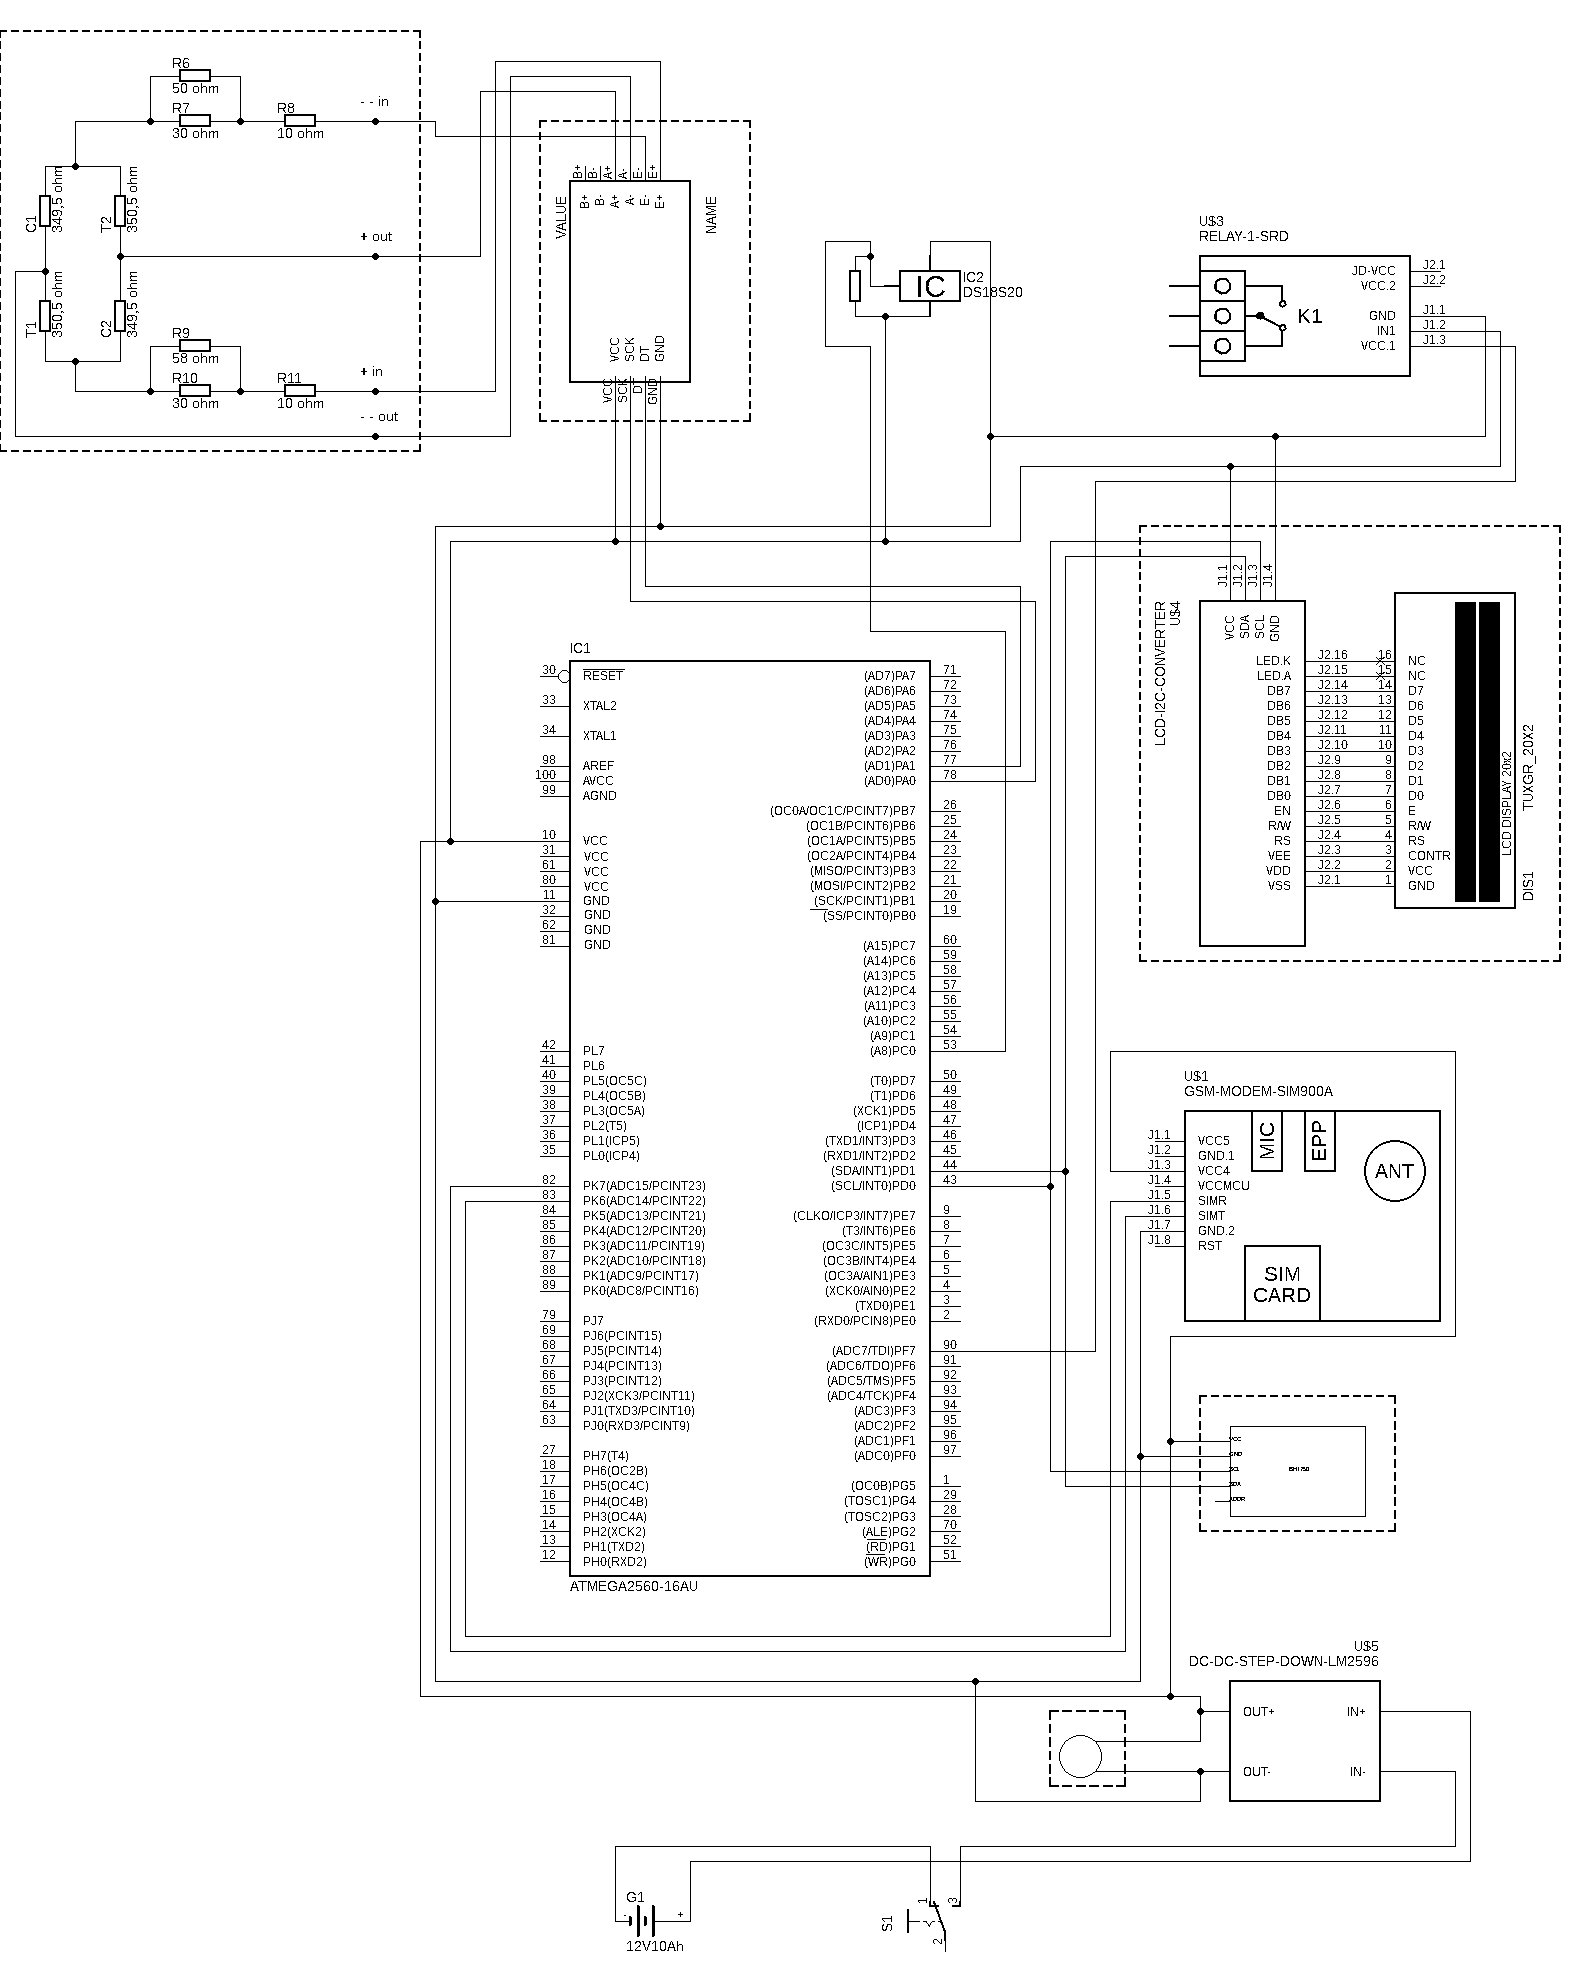 R6
50 ohm
R7
30 ohm
R8
10 ohm
- - in
C1
349,5 ohm
T2
350,5 ohm
+ out
T1
350,5 ohm
C2
349,5 ohm
R9
58 ohm
R10
30 ohm
R11
10 ohm
+ in
- - out
B+
B-
A+
A-
E-
E+
B+
B-
A+
A-
E-
E+
VALUE
NAME
VCC
SCK
DT
GND
VCC
SCK
DT
GND
IC
IC2
DS18S20
U$3
RELAY-1-SRD
K1
JD-VCC J2.1
VCC.2 J2.2
GND J1.1
IN1 J1.2
VCC.1 J1.3
LCD-I2C-CONVERTER
U$4
J1.1
J1.2
J1.3
J1.4
VCC
SDA
SCL
GND
LED.K J2.16 16 NC
LED.A J2.15 15 NC
DB7 J2.14 14 D7
DB6 J2.13 13 D6
DB5 J2.12 12 D5
DB4 J2.11 11 D4
DB3 J2.10 10 D3
DB2 J2.9 9 D2
DB1 J2.8 8 D1
DB0 J2.7 7 D0
EN J2.6 6 E
R/W J2.5 5 R/W
RS J2.4 4 RS
VEE J2.3 3 CONTR
VDD J2.2 2 VCC
VSS J2.1 1 GND
LCD DISPLAY 20x2
TUXGR_20X2
DIS1
IC1
30 RESET
33 XTAL2
34 XTAL1
98 AREF
100 AVCC
99 AGND
10 VCC
31 VCC
61 VCC
80 VCC
11 GND
32 GND
62 GND
81 GND
42 PL7
41 PL6
40 PL5(OC5C)
39 PL4(OC5B)
38 PL3(OC5A)
37 PL2(T5)
36 PL1(ICP5)
35 PL0(ICP4)
82 PK7(ADC15/PCINT23)
83 PK6(ADC14/PCINT22)
84 PK5(ADC13/PCINT21)
85 PK4(ADC12/PCINT20)
86 PK3(ADC11/PCINT19)
87 PK2(ADC10/PCINT18)
88 PK1(ADC9/PCINT17)
89 PK0(ADC8/PCINT16)
79 PJ7
69 PJ6(PCINT15)
68 PJ5(PCINT14)
67 PJ4(PCINT13)
66 PJ3(PCINT12)
65 PJ2(XCK3/PCINT11)
64 PJ1(TXD3/PCINT10)
63 PJ0(RXD3/PCINT9)
27 PH7(T4)
18 PH6(OC2B)
17 PH5(OC4C)
16 PH4(OC4B)
15 PH3(OC4A)
14 PH2(XCK2)
13 PH1(TXD2)
12 PH0(RXD2)
(AD7)PA7 71
(AD6)PA6 72
(AD5)PA5 73
(AD4)PA4 74
(AD3)PA3 75
(AD2)PA2 76
(AD1)PA1 77
(AD0)PA0 78
(OC0A/OC1C/PCINT7)PB7 26
(OC1B/PCINT6)PB6 25
(OC1A/PCINT5)PB5 24
(OC2A/PCINT4)PB4 23
(MISO/PCINT3)PB3 22
(MOSI/PCINT2)PB2 21
(SCK/PCINT1)PB1 20
(SS/PCINT0)PB0 19
(A15)PC7 60
(A14)PC6 59
(A13)PC5 58
(A12)PC4 57
(A11)PC3 56
(A10)PC2 55
(A9)PC1 54
(A8)PC0 53
(T0)PD7 50
(T1)PD6 49
(XCK1)PD5 48
(ICP1)PD4 47
(TXD1/INT3)PD3 46
(RXD1/INT2)PD2 45
(SDA/INT1)PD1 44
(SCL/INT0)PD0 43
(CLKO/ICP3/INT7)PE7 9
(T3/INT6)PE6 8
(OC3C/INT5)PE5 7
(OC3B/INT4)PE4 6
(OC3A/AIN1)PE3 5
(XCK0/AIN0)PE2 4
(TXD0)PE1 3
(RXD0/PCIN8)PE0 2
(ADC7/TDI)PF7 90
(ADC6/TDO)PF6 91
(ADC5/TMS)PF5 92
(ADC4/TCK)PF4 93
(ADC3)PF3 94
(ADC2)PF2 95
(ADC1)PF1 96
(ADC0)PF0 97
(OC0B)PG5 1
(TOSC1)PG4 29
(TOSC2)PG3 28
(ALE)PG2 70
(RD)PG1 52
(WR)PG0 51
ATMEGA2560-16AU
U$1
GSM-MODEM-SIM900A
MIC
EPP
ANT
J1.1 VCC5
J1.2 GND.1
J1.3 VCC4
J1.4 VCCMCU
J1.5 SIMR
J1.6 SIMT
J1.7 GND.2
J1.8 RST
SIM
CARD
VCC
GND
SCL
SDA
ADDR
BH1750
U$5
DC-DC-STEP-DOWN-LM2596
OUT+ IN+
OUT- IN-
G1
- +
12V10Ah
S1
1
3
2